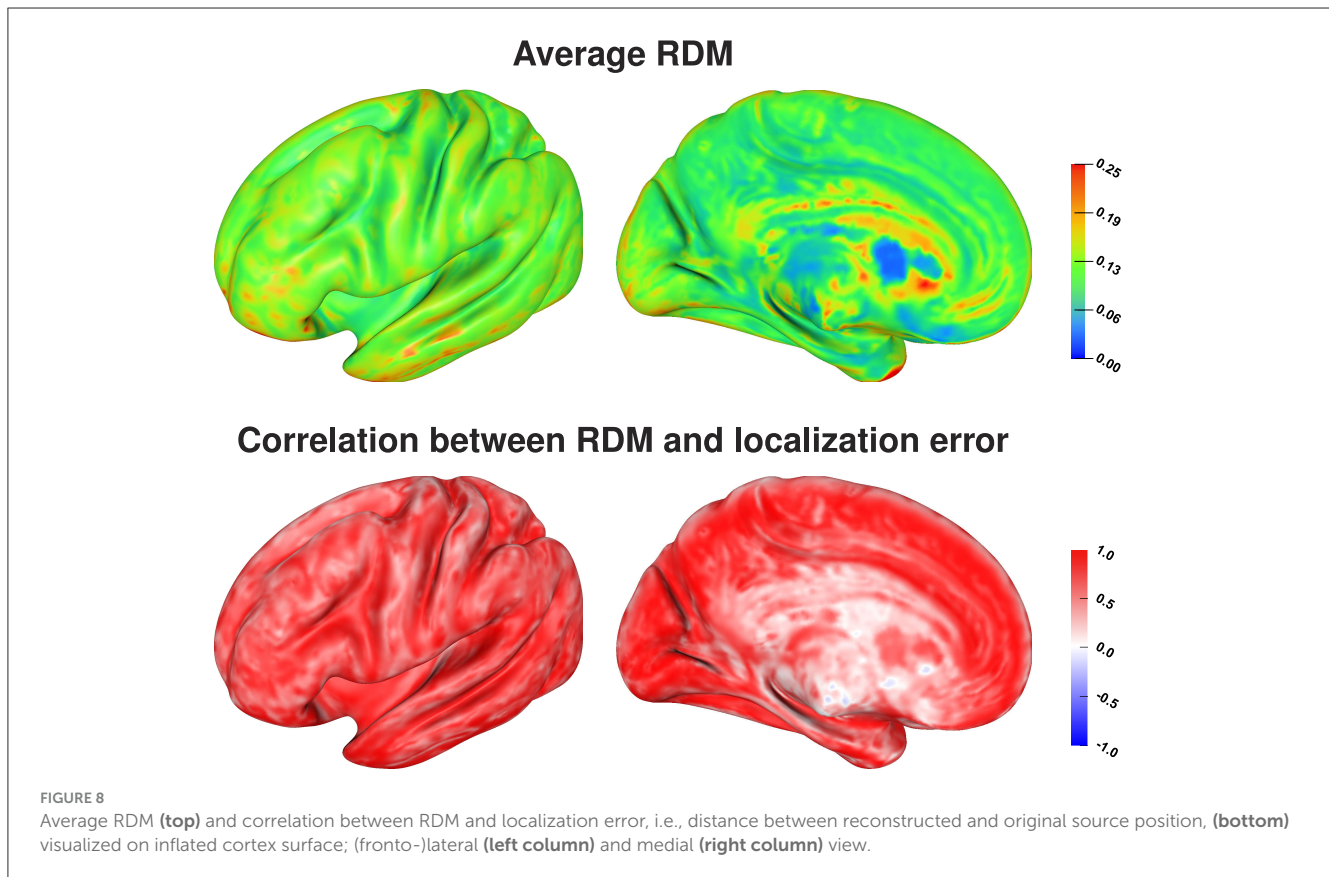 Average RDM
0.25
0.19
0.13
0.06
0.00
Correlation between RDM and localization error
1.0
0.5
0.0
-0.5
-1.0
FIGURE 8
Average RDM (top) and correlation between RDM and localization error, i.e., distance between reconstructed and original source position, (bottom)
visualized on inflated cortex surface; (fronto-)lateral (left column) and medial (right column) view.